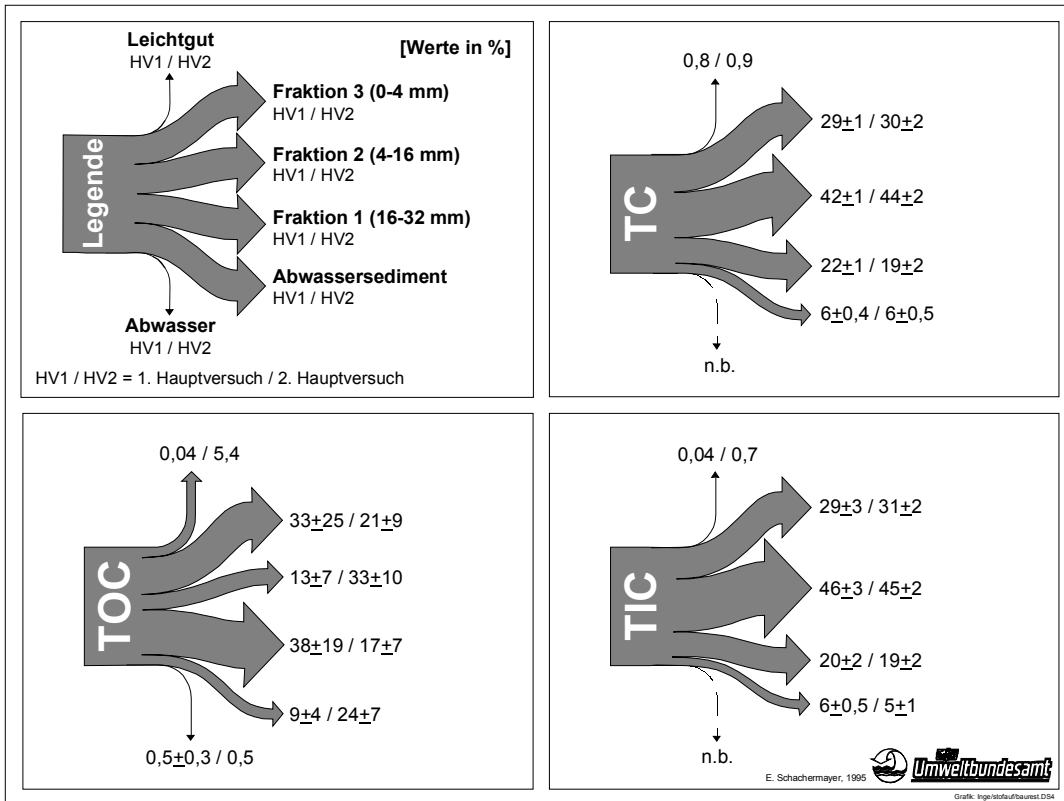 Leichtgut
HV1 / HV2
[Werte in %]
Legende
Fraktion 3 (0-4 mm)
HV1 / HV2
Fraktion 2 (4-16 mm)
HV1 / HV2
Fraktion 1 (16-32 mm)
HV1 / HV2
Abwassersediment
HV1 / HV2
Abwasser
HV1 / HV2
HV1 / HV2 = 1. Hauptversuch / 2. Hauptversuch
0,8 / 0,9
TC
29±1 / 30±2
42±1 / 44±2
22±1 / 19±2
6±0,4 / 6±0,5
n.b.
0,04 / 5,4
TOC
33±25 / 21±9
13±7 / 33±10
38±19 / 17±7
9±4 / 24±7
0,5±0,3 / 0,5
0,04 / 0,7
TIC
29±3 / 31±2
46±3 / 45±2
20±2 / 19±2
6±0,5 / 5±1
n.b.
E. Schachermayer, 1995
Umweltbundesamt
Grafik: Inge/stofauf/baurest.DS4